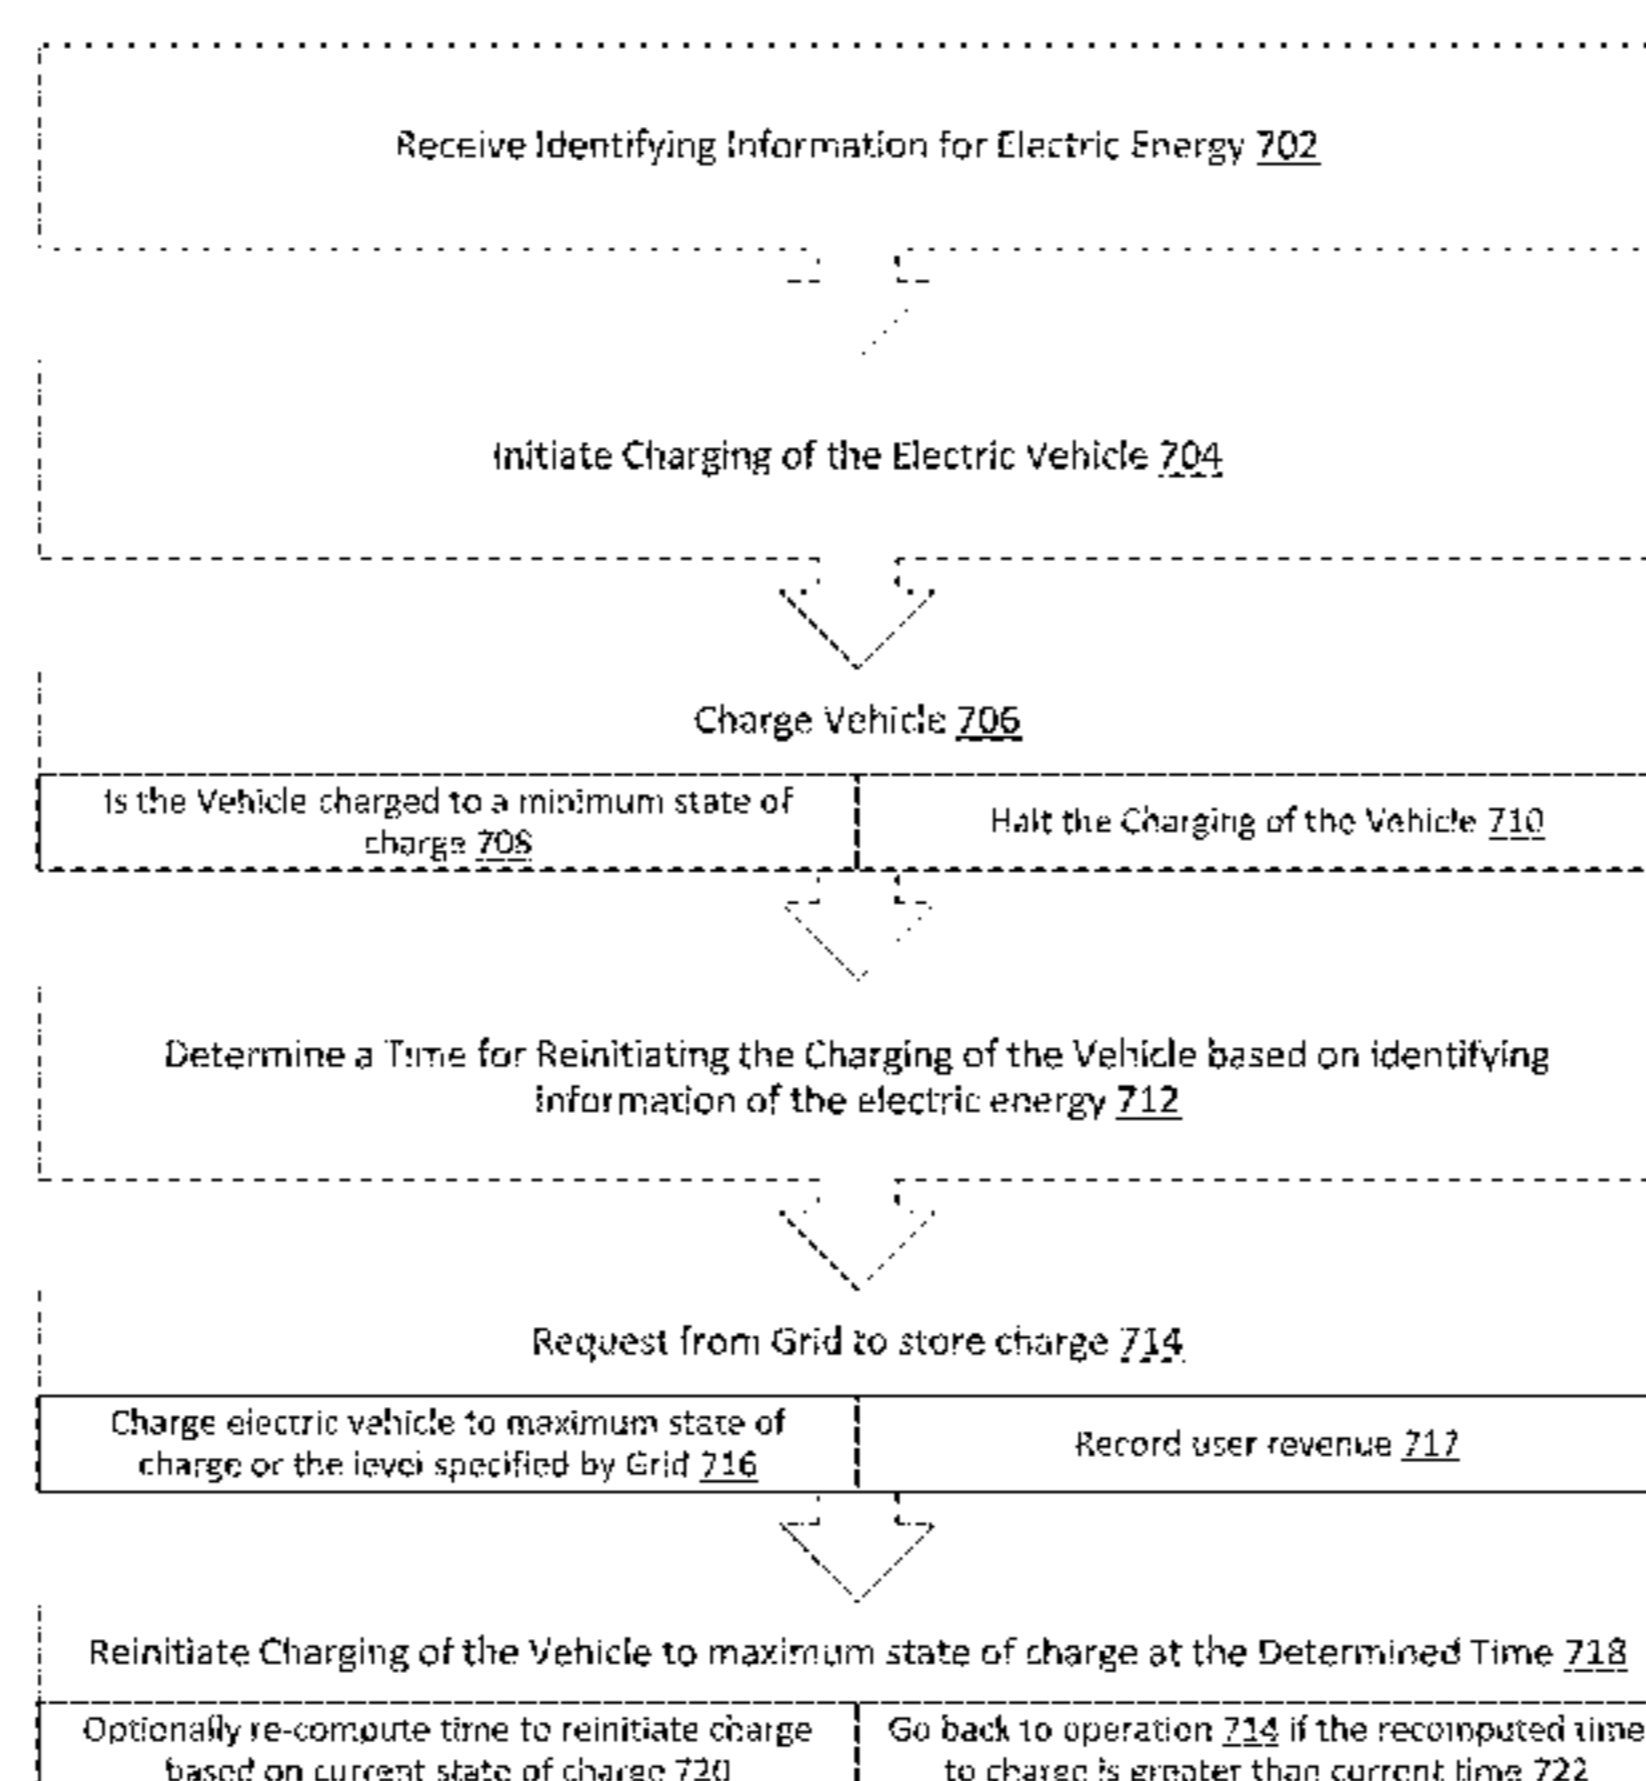 Receive Identifying Information for Electric Energy 702
Initiate Charging of the Electric Vehicle 704
Charge Vehicle 706
Is the Vehicle charged to a minimum state of
charge 708
Halt the Charging of the Vehicle 710
Determine a Time for Reinitiating the Charging of the Vehicle based on identifying
information of the electric energy 712
Request from Grid to store charge 714
Charge electric vehicle to maximum state of
charge or the level specified by Grid 716
Record user revenue 717
Reinitiate Charging of the Vehicle to maximum state of charge at the Determined Time 718
Optionally re-compute time to reinitiate charge
based on current state of charge 720
Go back to operation 714 if the recomputed time
to charge is greater than current time 722